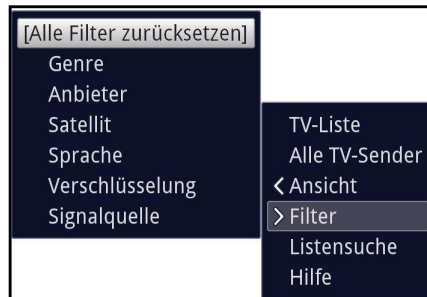 [Alle Filter zurücksetzen]
Genre
Anbieter
Satellit
Sprache
Verschlüsselung
Signalquelle
TV-Liste
Alle TV-Sender
Ansicht
Filter
Listensuche
Hilfe